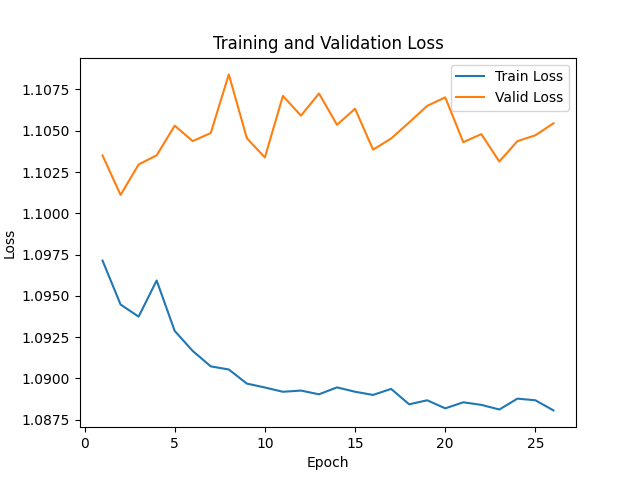 Training and Validation Loss
Train Loss
Valid Loss
1.1075
1.1050
1.1025
1.1000
1.0975
1.0950
1.0925
1.0900
1.0875
Loss
0 5 10 15 20 25
Epoch